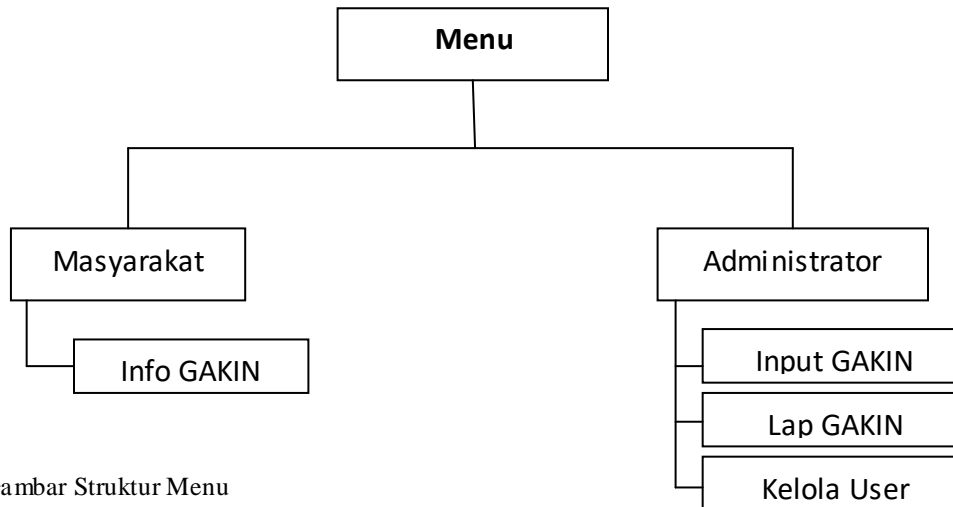 Menu
Masyarakat
Administrator
Info GAKIN
Input GAKIN
Lap GAKIN
Kelola User
ambar Struktur Menu